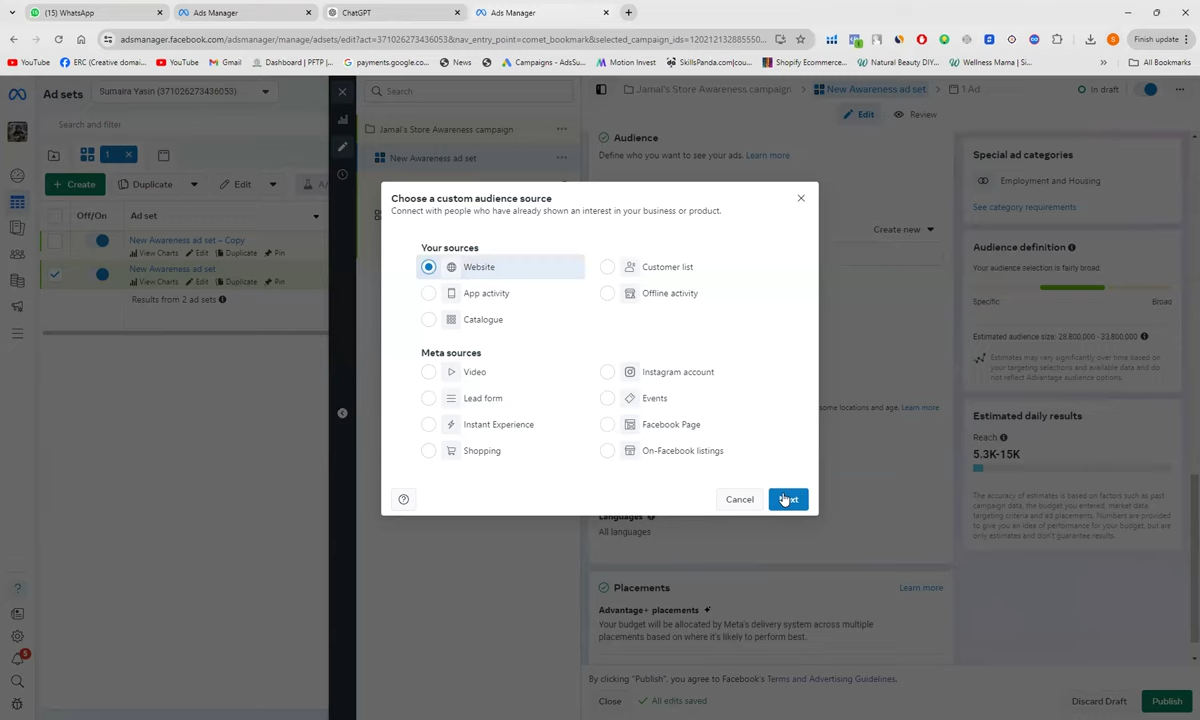 (15) WhatsApp
Ads Manager
ChatGPT
Ads Manager
adsmanager.facebook.com/adsmanager/manage/adsets/edit?act=371026273436053&nav_entry_point=comet_bookmark&selected_campaign_ids=120212132885550...
Finish update
YouTube
ERC (Creative domai...
YouTube
Gmail
Dashboard | PFTP |...
payments.google.co...
News
Campaigns - AdsSu...
Motion Invest
SkillsPanda.com|cou...
Shopify Ecommerce...
Natural Beauty DIY...
Wellness Mama | Si...
All Bookmarks
Ad sets
Sumaira Yasin (371026273436053)
Search and filter
1
+ Create
Duplicate
Edit
A/
Off/On
Ad set
New Awareness ad set – Copy
View Charts Edit Duplicate Pin
New Awareness ad set
View Charts Edit Duplicate Pin
Results from 2 ad sets
5
Search
Jamal's Store Awareness campaign
New Awareness ad set
Jamal's Store Awareness campaign
New Awareness ad set
1 Ad
In draft
Edit
Review
Audience
Define who you want to see your ads. Learn more
Create new
some locations and age. Learn more
Languages
All languages
Placements
Learn more
Advantage+ placements
Your budget will be allocated by Meta's delivery system across multiple
placements based on where it's likely to perform best.
By clicking "Publish", you agree to Facebook's Terms and Advertising Guidelines.
Close
All edits saved
Discard Draft
Publish
Special ad categories
Employment and Housing
See category requirements
Audience definition
Your audience selection is fairly broad.
Specific
Broad
Estimated audience size: 28,800,000 - 33,800,000
Estimates may vary significantly over time based on
your targeting selections and available data and do
not reflect Advantage audience options.
Estimated daily results
Reach
5.3K-15K
The accuracy of estimates is based on factors such as past
campaign data, the budget you entered, market data,
targeting criteria and ad placements. Numbers are provided
to give you an idea of performance for your budget, but are
only estimates and don't guarantee results.
Choose a custom audience source
Connect with people who have already shown an interest in your business or product.
Your sources
Website
Customer list
App activity
Offline activity
Catalogue
Meta sources
Video
Instagram account
Lead form
Events
Instant Experience
Facebook Page
Shopping
On-Facebook listings
Cancel